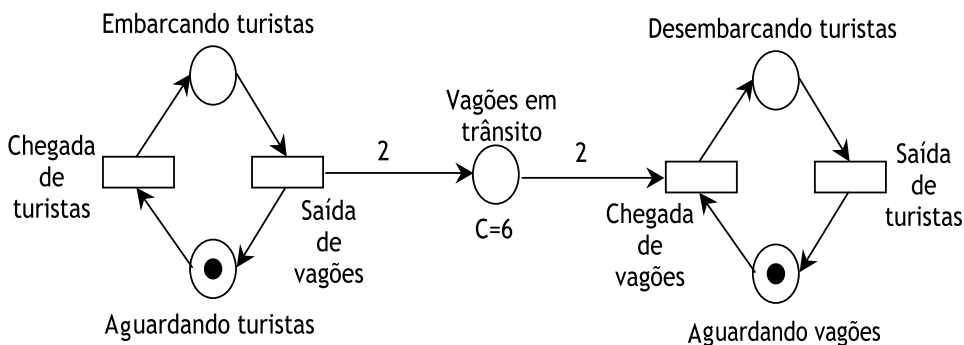 Embarcando turistas
Desembarcando turistas
Vagões em
trânsito
Chegada
de
turistas
2
2
Saída
de
turistas
Saída
de
vagões
C=6
Chegada
de
vagões
Aguardando turistas
Aguardando vagões